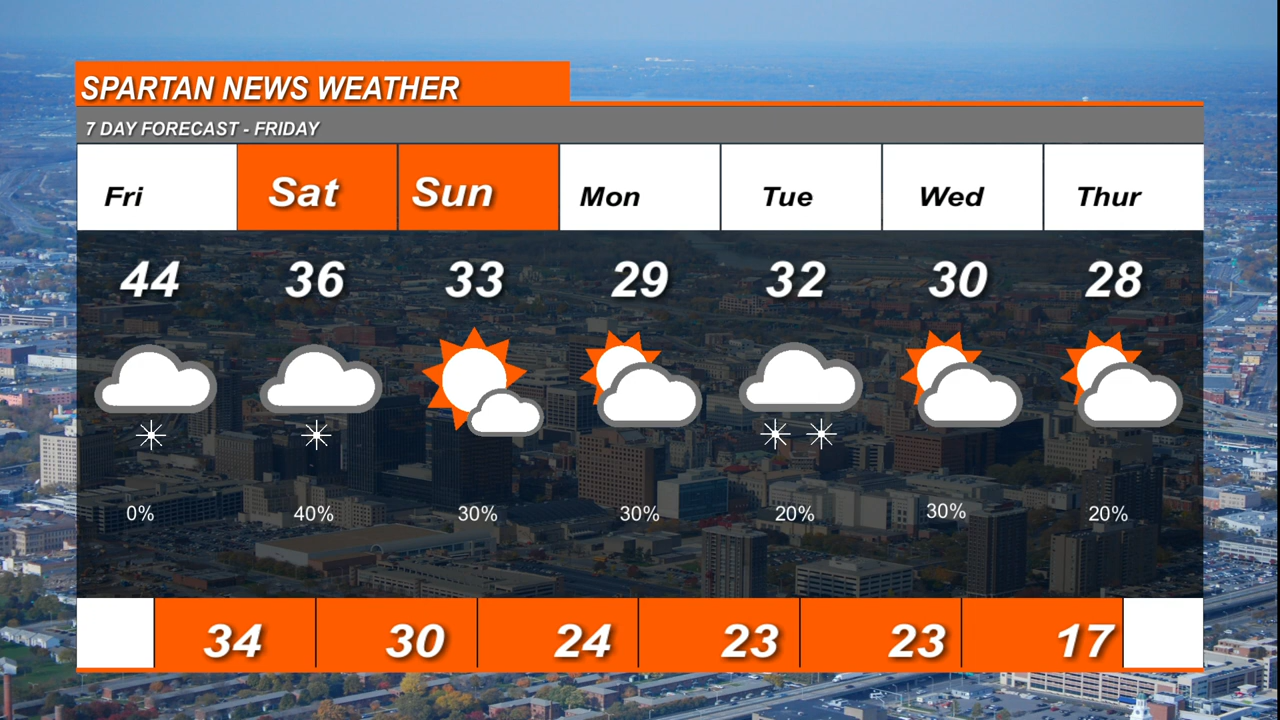 SPARTAN NEWS WEATHER
7 DAY FORECAST - FRIDAY
Fri Sat Sun Mon Tue Wed Thur
44 36 33 29 32 30 28
0% 40% 30% 30% 20% 30% 20%
34 30 24 23 23 17